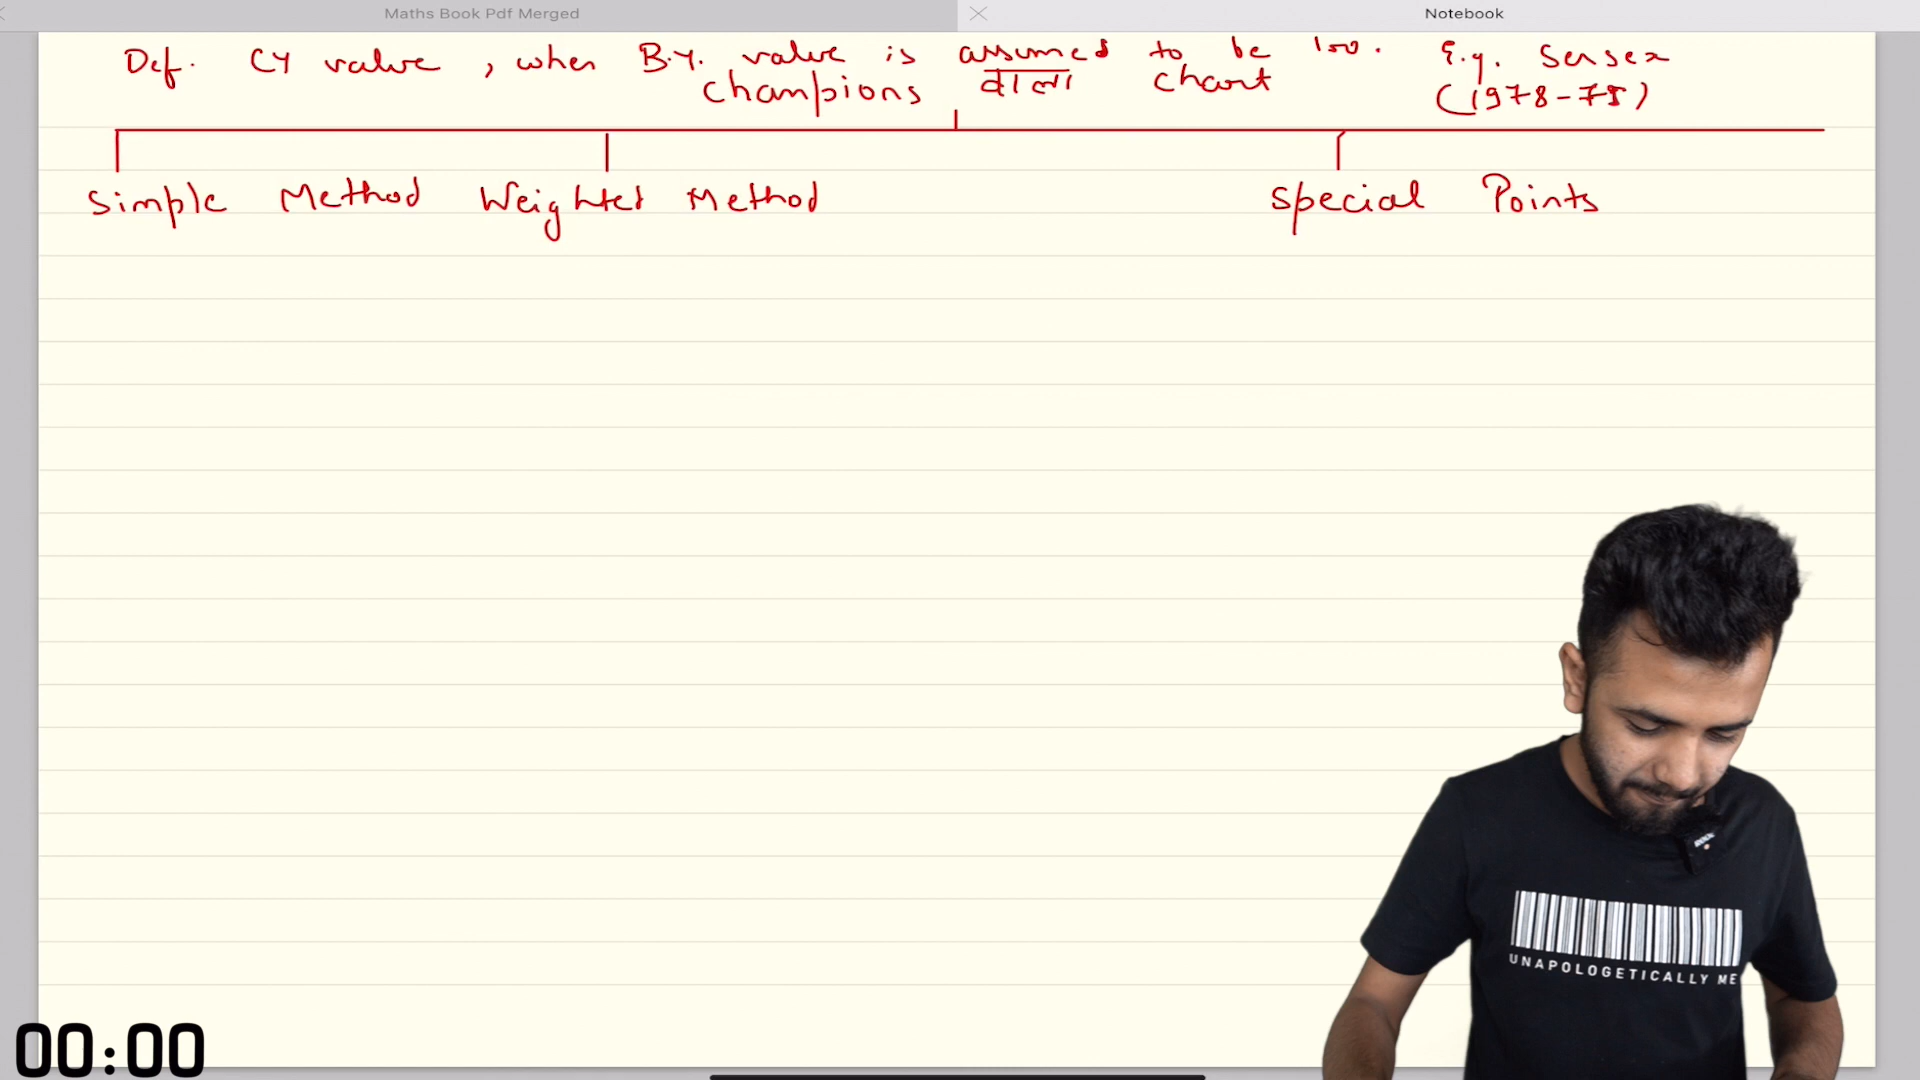 Maths Book Pdf Merged
Notebook
Def. CY value, when B.Y. value is assumed to be 100. E.g. Sensex
champions वाला chart (1978-79)
Simple Method Weighted Method Special Points
UNAPOLOGETICALLY ME
00:00